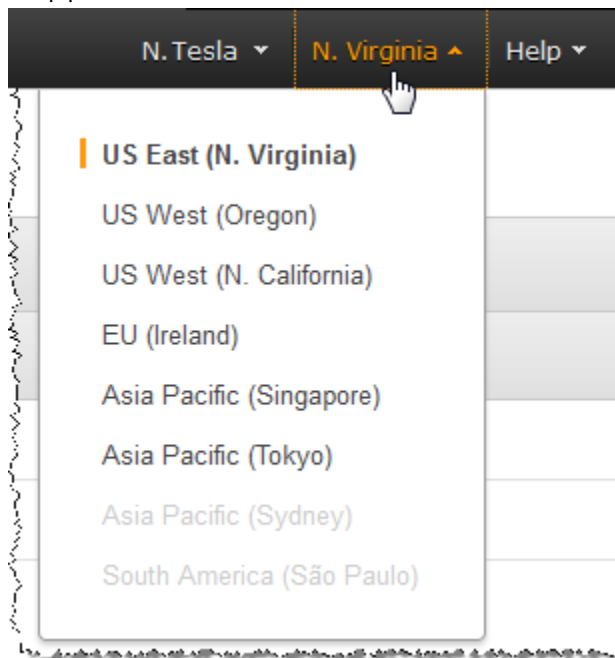 N. Tesla N. Virginia Help
US East (N. Virginia)
US West (Oregon)
US West (N. California)
EU (Ireland)
Asia Pacific (Singapore)
Asia Pacific (Tokyo)
Asia Pacific (Sydney)
South America (São Paulo)